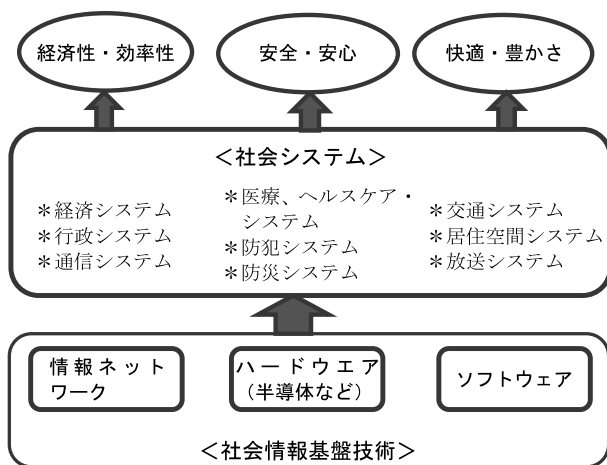 経済性・効率性
安全・安心
快適・豊かさ
＜社会システム＞
＊経済システム
＊行政システム
＊通信システム
＊医療、ヘルスケア・
システム
＊防犯システム
＊防災システム
＊交通システム
＊居住空間システム
＊放送システム
情報ネット
ワーク
ハードウエア
（半導体など）
ソフトウェア
＜社会情報基盤技術＞